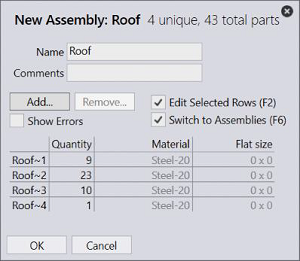 New Assembly: Roof 4 unique, 43 total parts
Name Roof
Comments
Add... Remove... Edit Selected Rows (F2)
Show Errors Switch to Assemblies (F6)
Quantity Material Flat size
Roof~1 9 Steel-20 0 x 0
Roof~2 23 Steel-20 0 x 0
Roof~3 10 Steel-20 0 x 0
Roof~4 1 Steel-20 0 x 0
OK Cancel